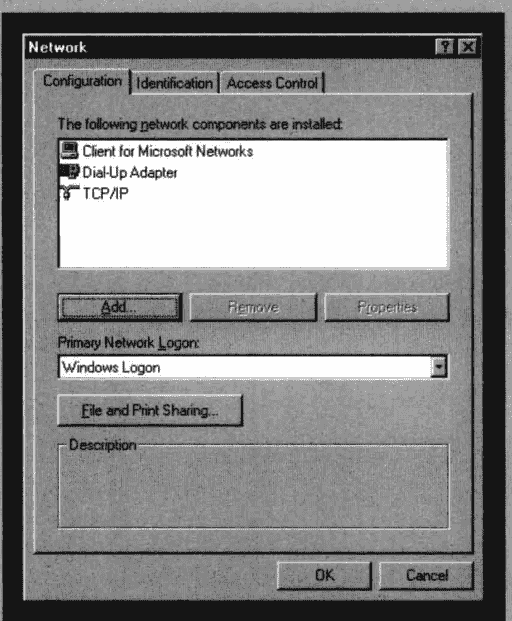 Network
Configuration Identification Access Control
The following network components are installed:
Client for Microsoft Networks
Dial-Up Adapter
TCP/IP
Add... Remove Properties
Primary Network Logon:
Windows Logon
File and Print Sharing...
Description
OK Cancel